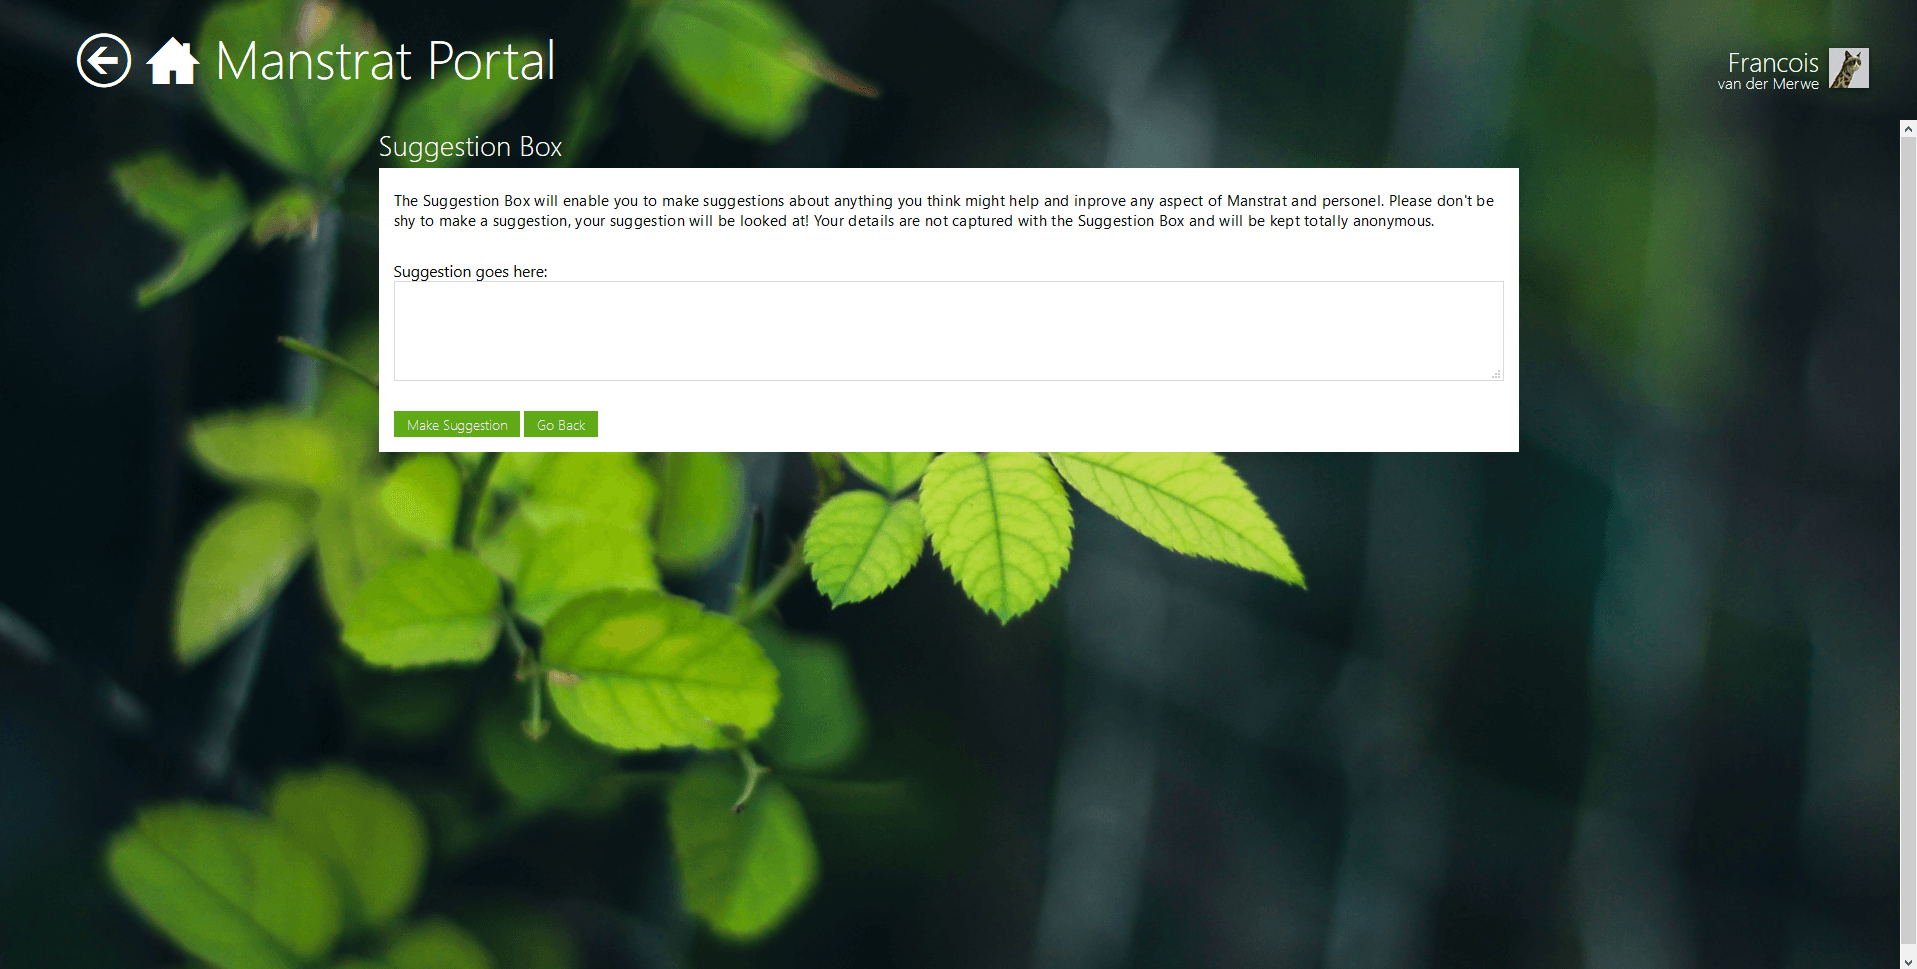 Manstrat Portal
Francois
van der Merwe
Suggestion Box
The Suggestion Box will enable you to make suggestions about anything you think might help and inprove any aspect of Manstrat and personel. Please don't be
shy to make a suggestion, your suggestion will be looked at! Your details are not captured with the Suggestion Box and will be kept totally anonymous.
Suggestion goes here:
Make Suggestion Go Back